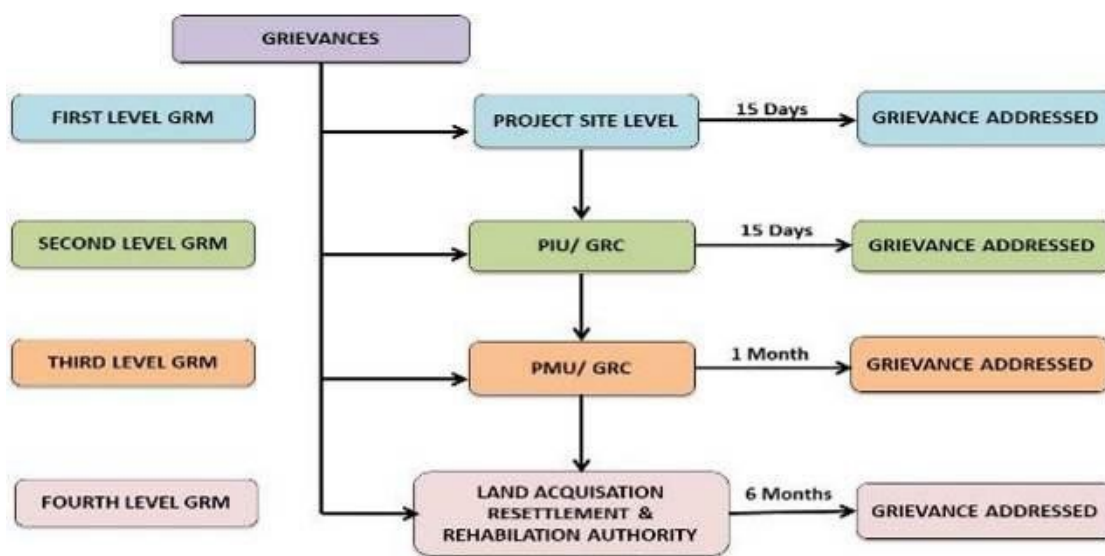 GRIEVANCES
FIRST LEVEL GRM
PROJECT SITE LEVEL
15 Days
GRIEVANCE ADDRESSED
SECOND LEVEL GRM
PIU/ GRC
15 Days
GRIEVANCE ADDRESSED
THIRD LEVEL GRM
PMU/ GRC
1 Month
GRIEVANCE ADDRESSED
FOURTH LEVEL GRM
LAND ACQUISATION
RESETTLEMENT &
REHABILATION AUTHORITY
6 Months
GRIEVANCE ADDRESSED